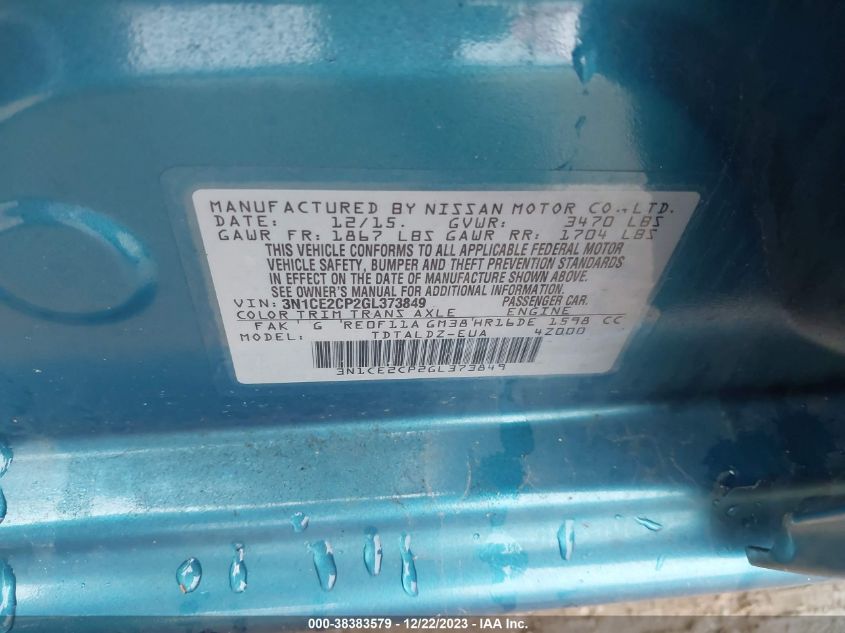 MANUFACTURED BY NISSAN MOTOR CO.,LTD.
DATE: 12/15. GVWR: 3470 LBS
GAWR FR: 1867 LBS GAWR RR: 1704 LBS
THIS VEHICLE CONFORMS TO ALL APPLICABLE FEDERAL MOTOR
VEHICLE SAFETY, BUMPER AND THEFT PREVENTION STANDARDS
IN EFFECT ON THE DATE OF MANUFACTURE SHOWN ABOVE.
SEE OWNER'S MANUAL FOR ADDITIONAL INFORMATION.
VIN: 3N1CE2CP2GL373849 PASSENGER CAR.
COLOR TRIM TRANS AXLE ENGINE
FAK' G 'RE0F11A GM38'HR16DE 1598 CC
MODEL: TDTALDZ-EUA 4Z000
3N1CE2CP2GL373849
000-38383579 - 12/22/2023 - IAA Inc.